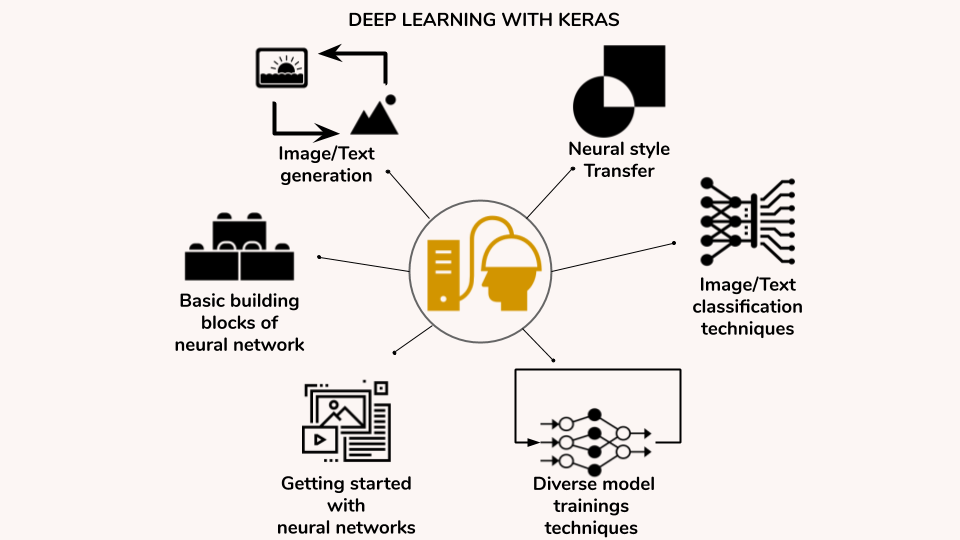 DEEP LEARNING WITH KERAS
Image/Text
generation
Neural style
Transfer
Basic building
blocks of
neural network
Image/Text
classification
techniques
Getting started
with
neural networks
Diverse model
trainings
techniques